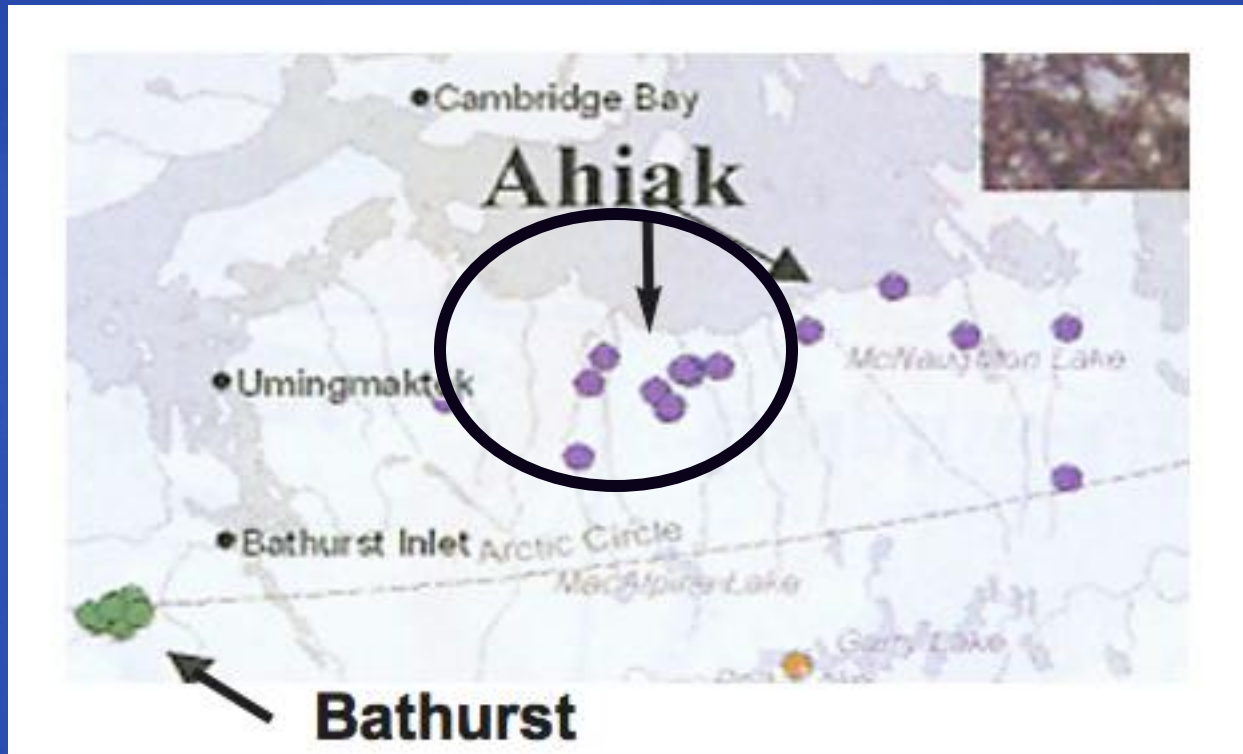 Cambridge Bay
Ahiak
McNaughton Lake
Umingmaktok
Bathurst Inlet
Arctic Circle
MacAlpine Lake
Garry Lake
Bathurst